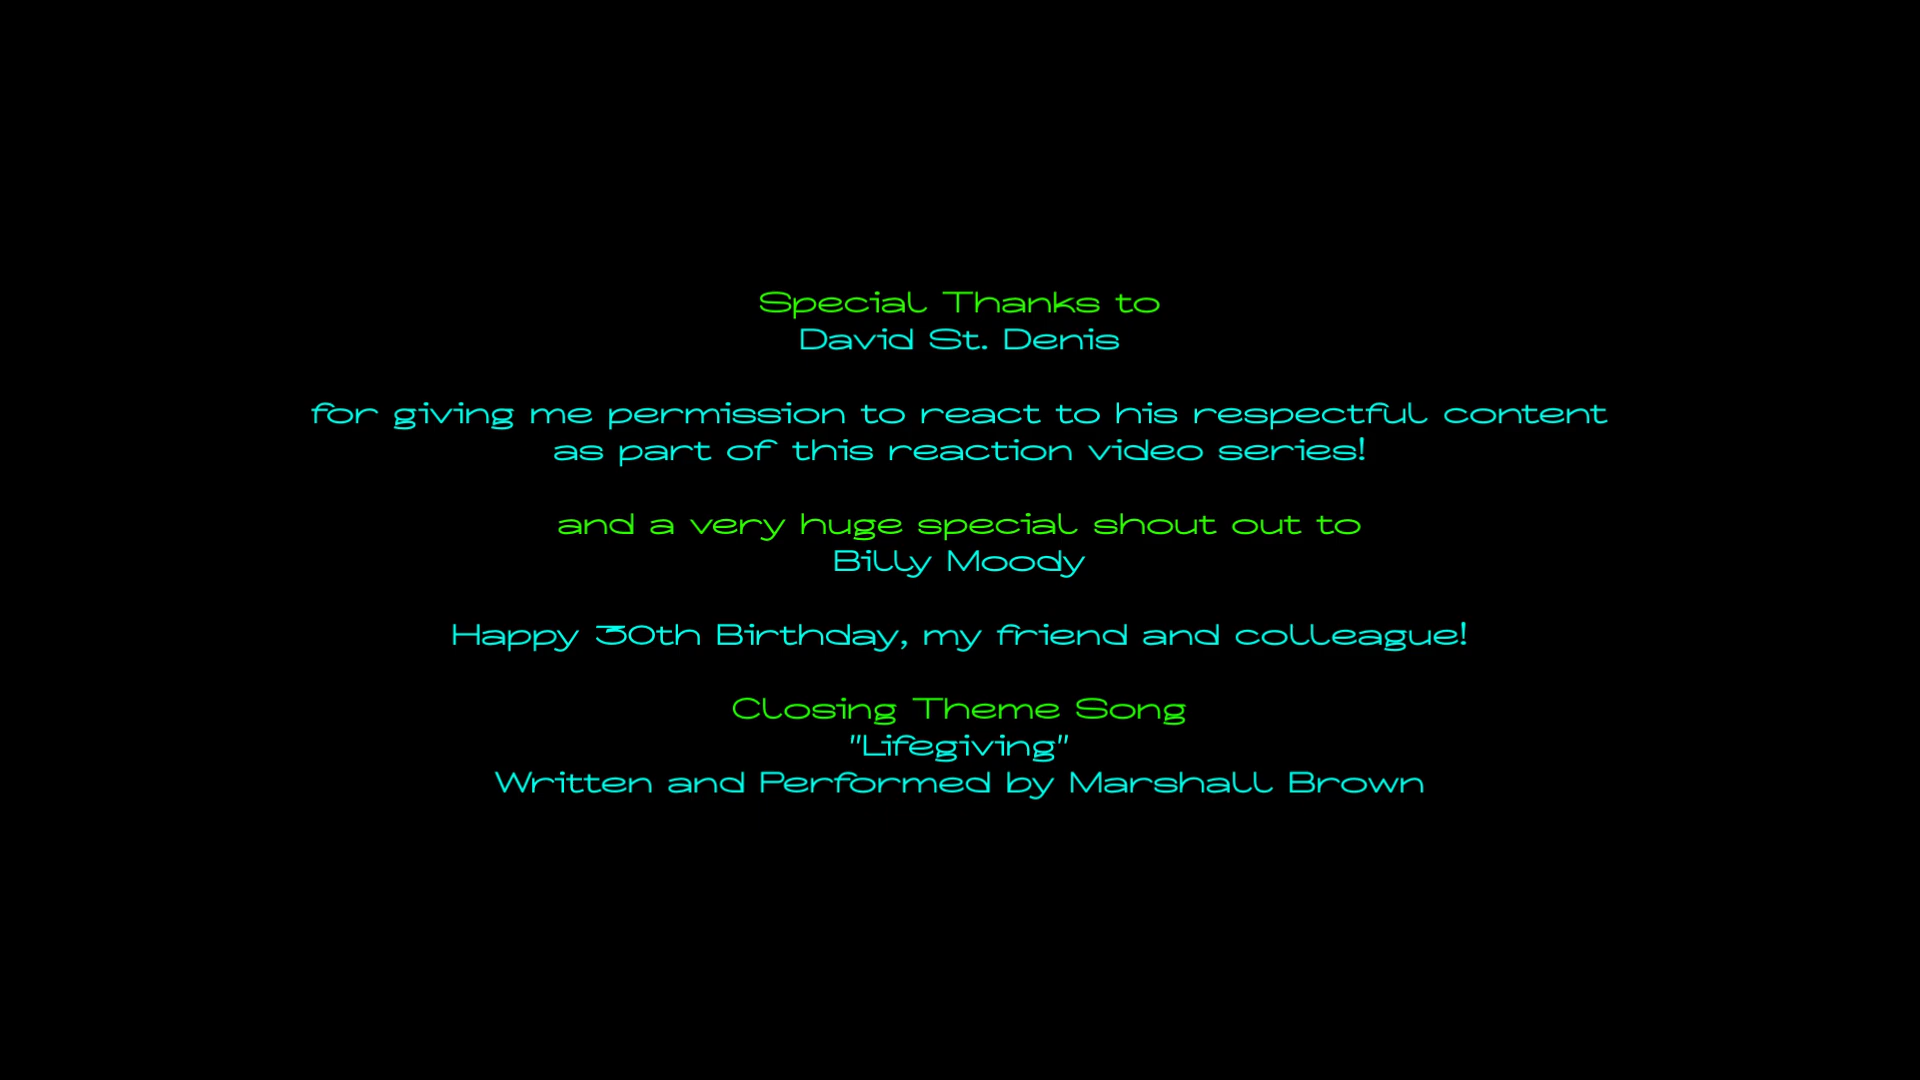 Special Thanks to
David St. Denis
for giving me permission to react to his respectful content
as part of this reaction video series!
and a very huge special shout out to
Billy Moody
Happy 30th Birthday, my friend and colleague!
Closing Theme Song
"Lifegiving"
Written and Performed by Marshall Brown